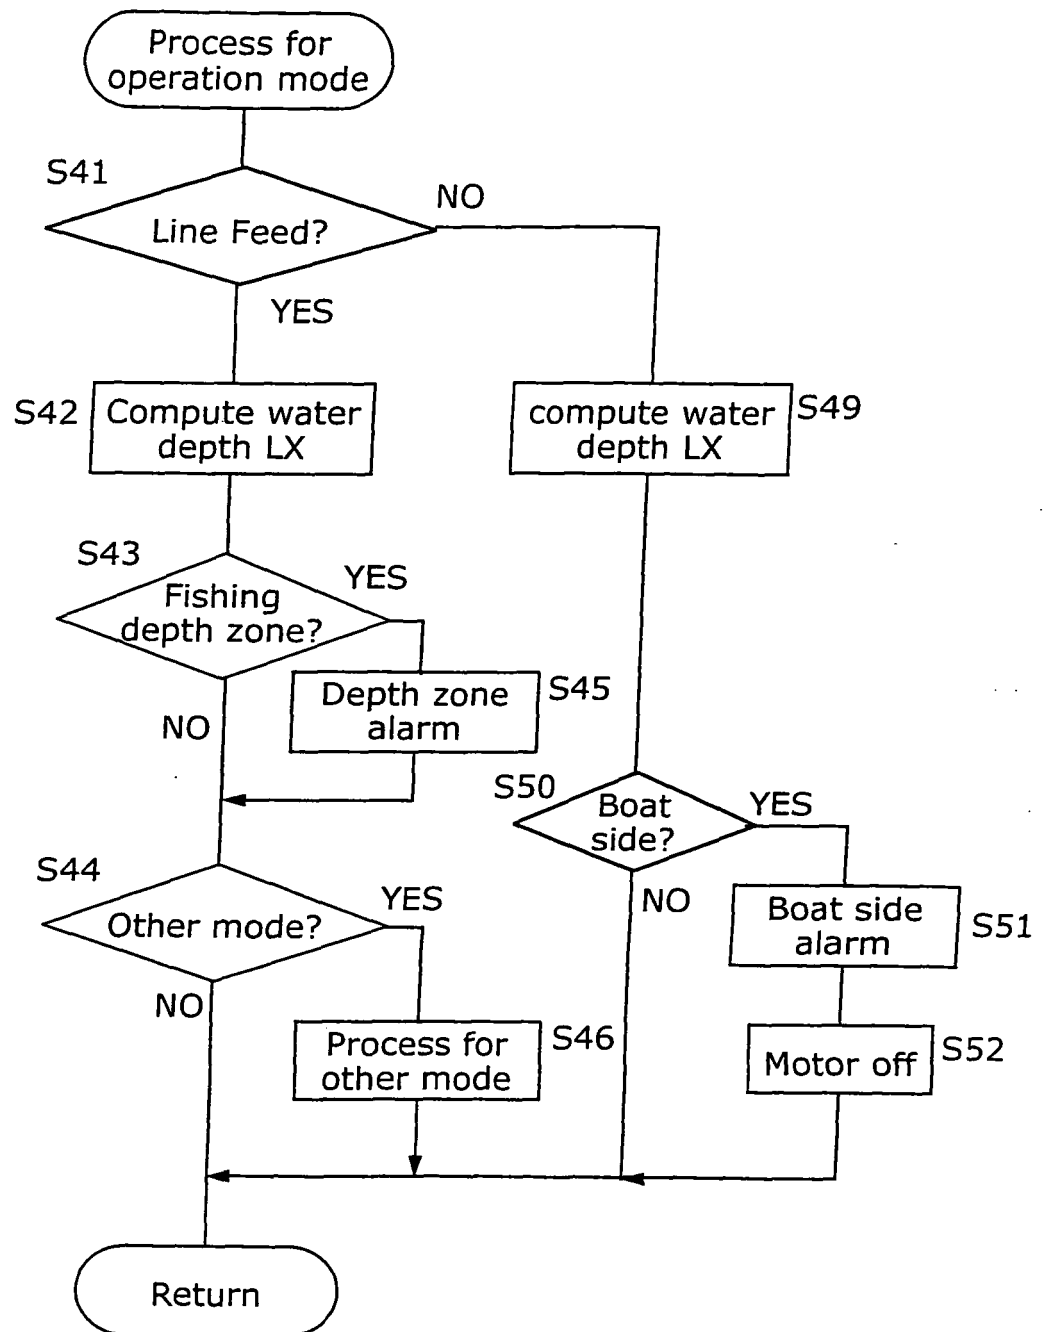 Process for
operation mode
S41
Line Feed?
NO
YES
S42
Compute water
depth LX
compute water
depth LX
S49
S43
Fishing
depth zone?
YES
NO
Depth zone
alarm
S45
S50
Boat
side?
YES
NO
S44
Other mode?
YES
NO
Boat side
alarm
S51
Process for
other mode
S46
Motor off
S52
Return